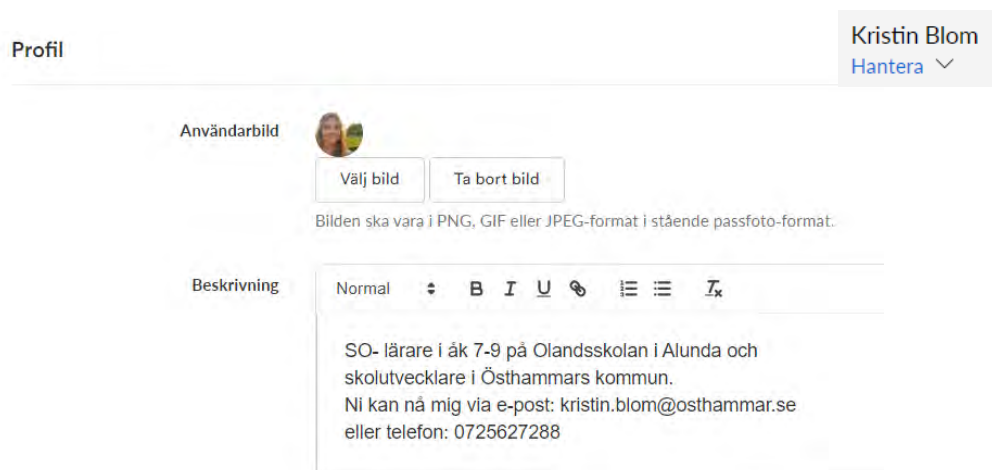 Profil
Kristin Blom
Hantera
Användarbild
Välj bild
Ta bort bild
Bilden ska vara i PNG, GIF eller JPEG-format i stående passfoto-format.
Beskrivning
Normal
B I U
SO- lärare i åk 7-9 på Olandsskolan i Alunda och
skolutvecklare i Östhammars kommun.
Ni kan nå mig via e-post: kristin.blom@osthammar.se
eller telefon: 0725627288